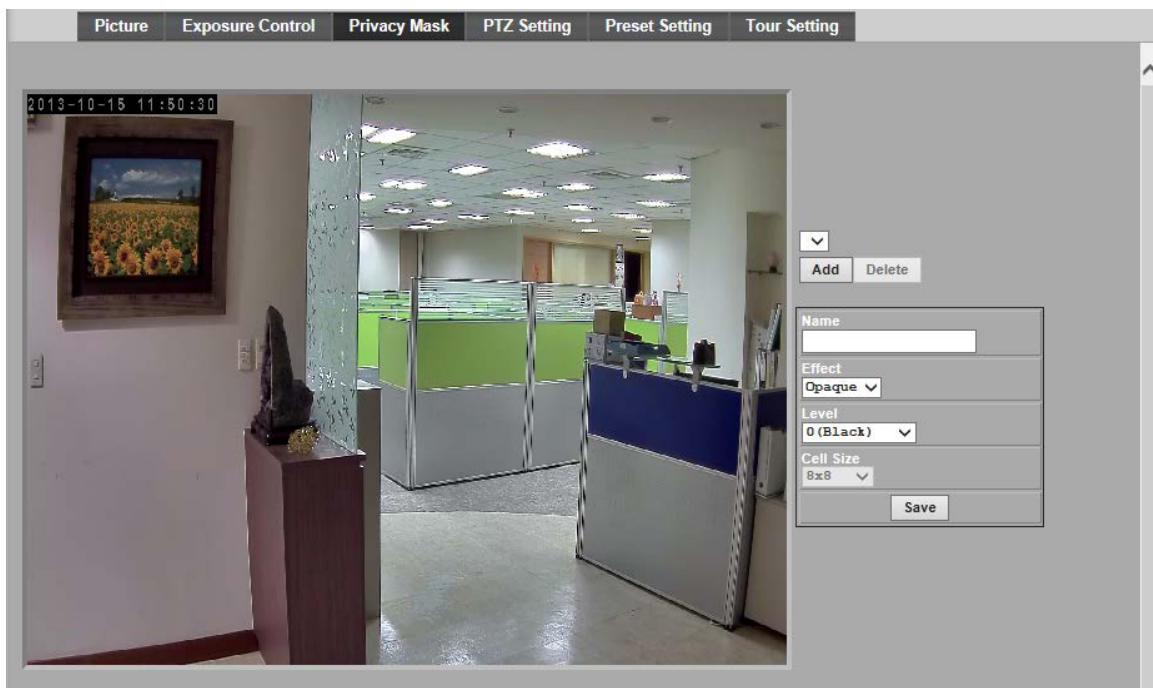 Picture Exposure Control Privacy Mask PTZ Setting Preset Setting Tour Setting
2013-10-15 11:50:30
Add Delete
Name
Effect
Opaque
Level
0(Black)
Cell Size
8x8
Save